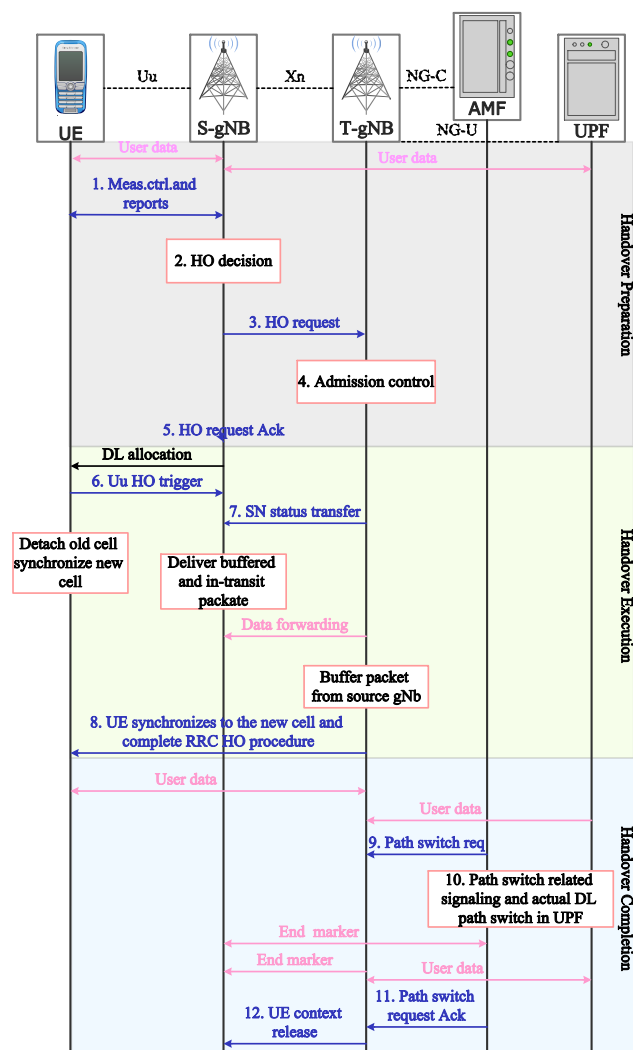 Uu
Xn
NG-C
AMF
NG-U
UE
S-gNB
T-gNB
UPF
User data
User data
1. Meas.ctrl.and
reports
Handover Preparation
2. HO decision
3. HO request
4. Admission control
5. HO request Ack
DL allocation
6. Uu HO trigger
7. SN status transfer
Handover Execution
Detach old cell
synchronize new
cell
Deliver buffered
and in-transit
packate
Data forwarding
Buffer packet
from source gNb
8. UE synchronizes to the new cell and
complete RRC HO procedure
User data
User data
9. Path switch req
Handover Completion
10. Path switch related
signaling and actual DL
path switch in UPF
End marker
End marker
User data
11. Path switch
request Ack
12. UE context
release